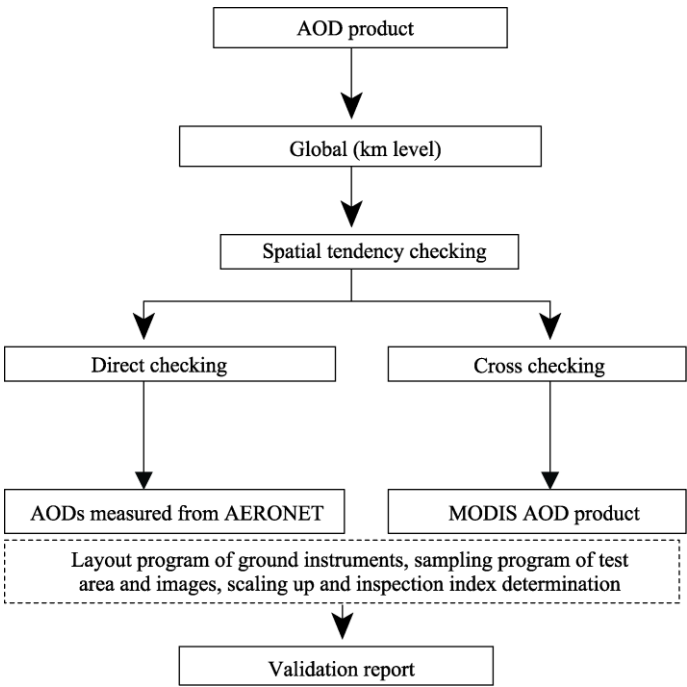 AOD product
Global (km level)
Spatial tendency checking
Direct checking
Cross checking
AODs measured from AERONET
MODIS AOD product
Layout program of ground instruments, sampling program of test
area and images, scaling up and inspection index determination
Validation report